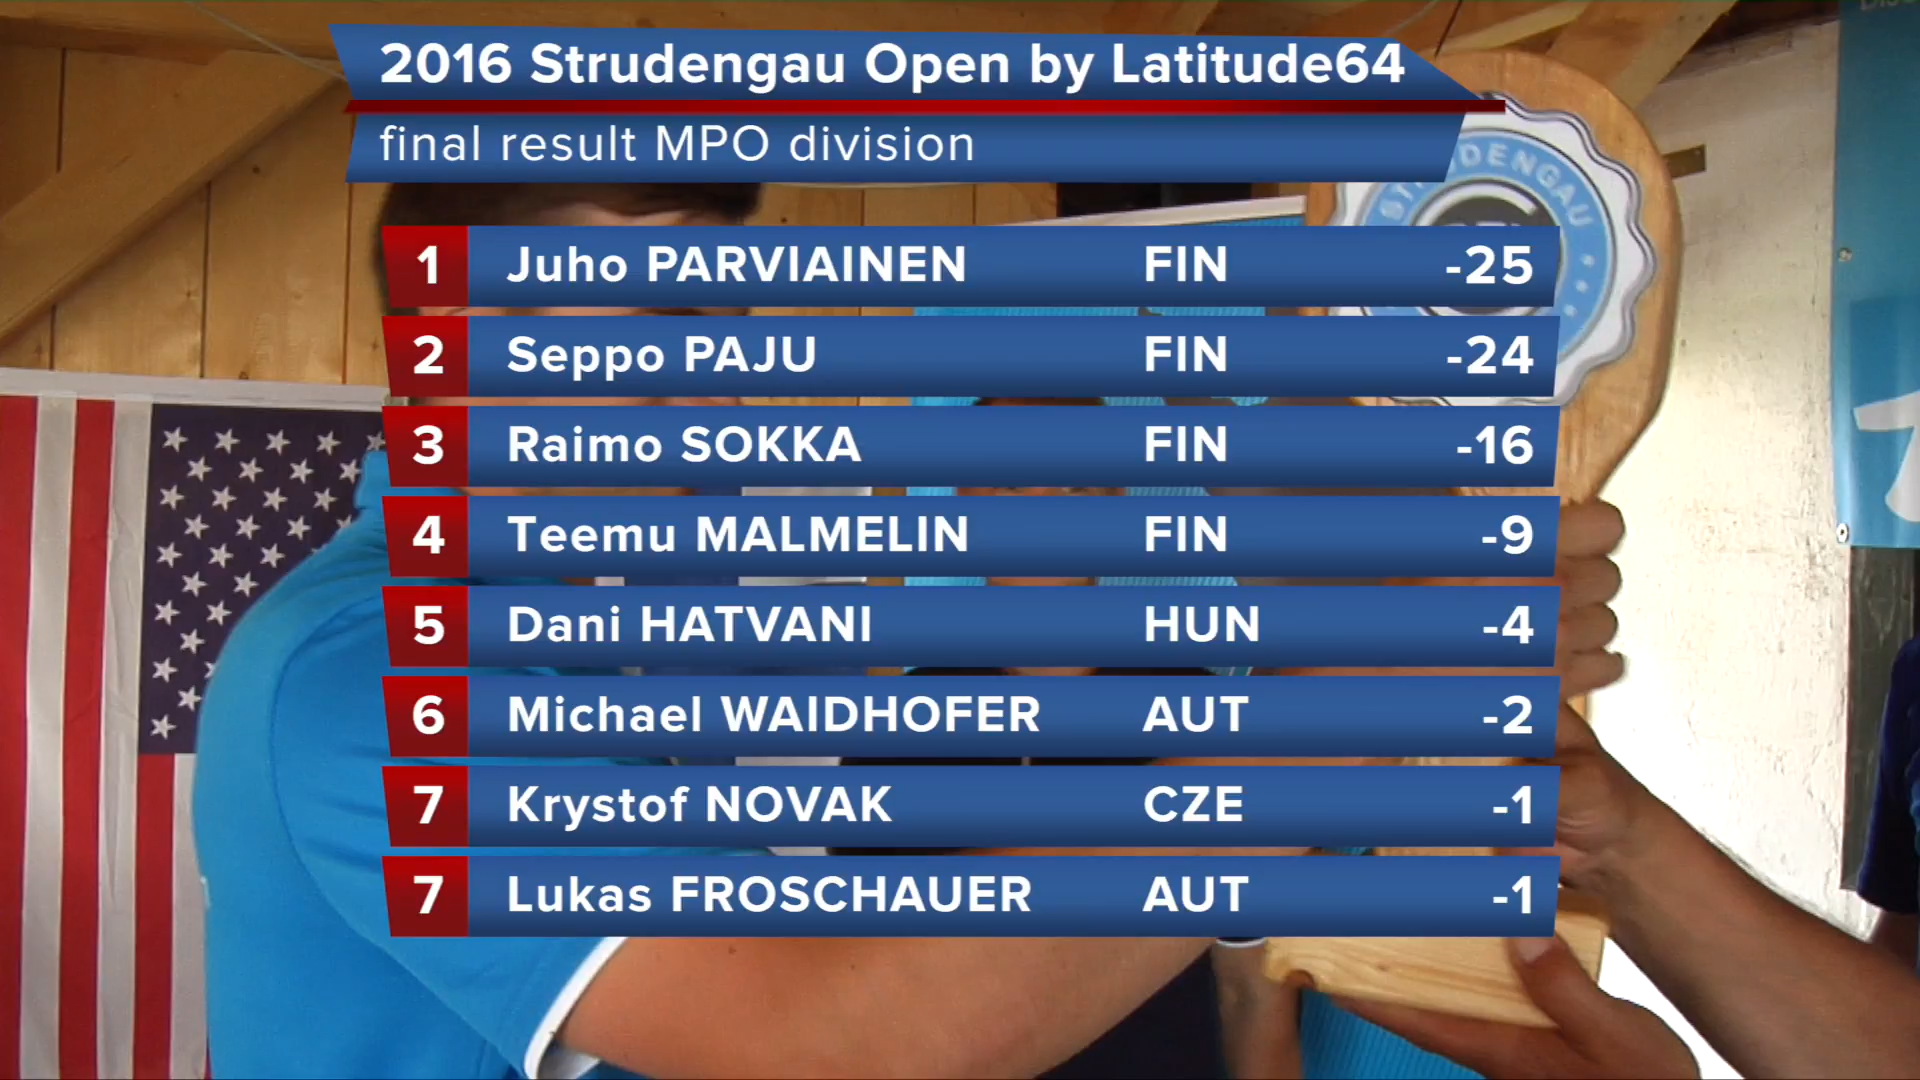 2016 Strudengau Open by Latitude64
final result MPO division
STRUDENGAU
1 Juho PARVIAINEN FIN -25
2 Seppo PAJU FIN -24
3 Raimo SOKKA FIN -16
4 Teemu MALMELIN FIN -9
5 Dani HATVANI HUN -4
6 Michael WAIDHOFER AUT -2
7 Krystof NOVAK CZE -1
7 Lukas FROSCHAUER AUT -1